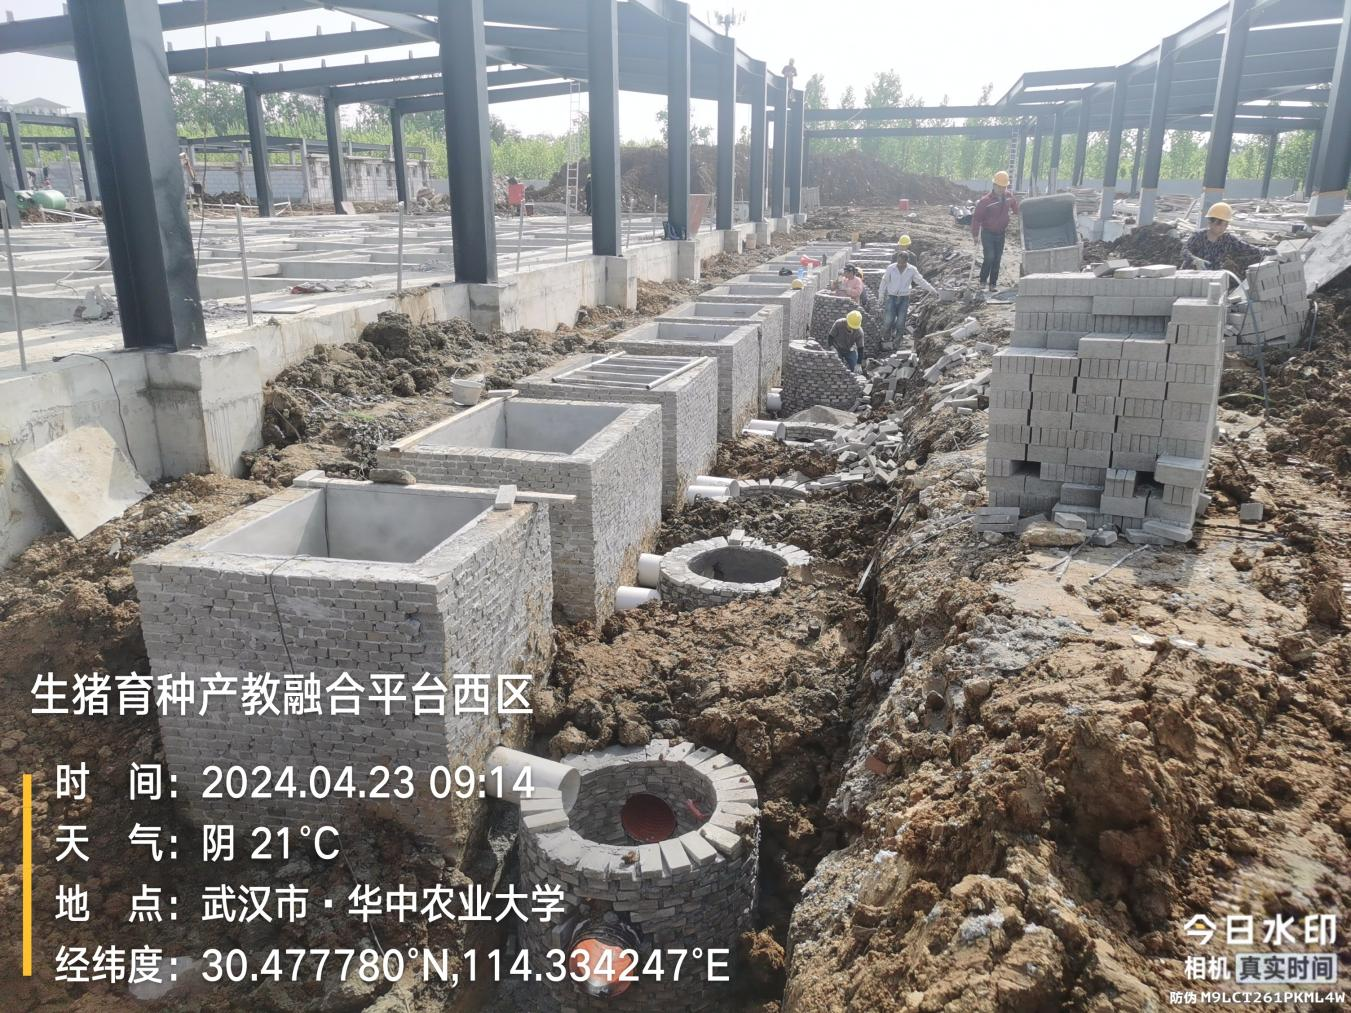 生猪育种产教融合平台西区
时 间：2024.04.23 09:14
天 气：阴 21℃
地 点：武汉市·华中农业大学
经纬度：30.477780°N,114.334247°E
今日水印
相机 真实时间
防伪 M9LCT261PKML4W